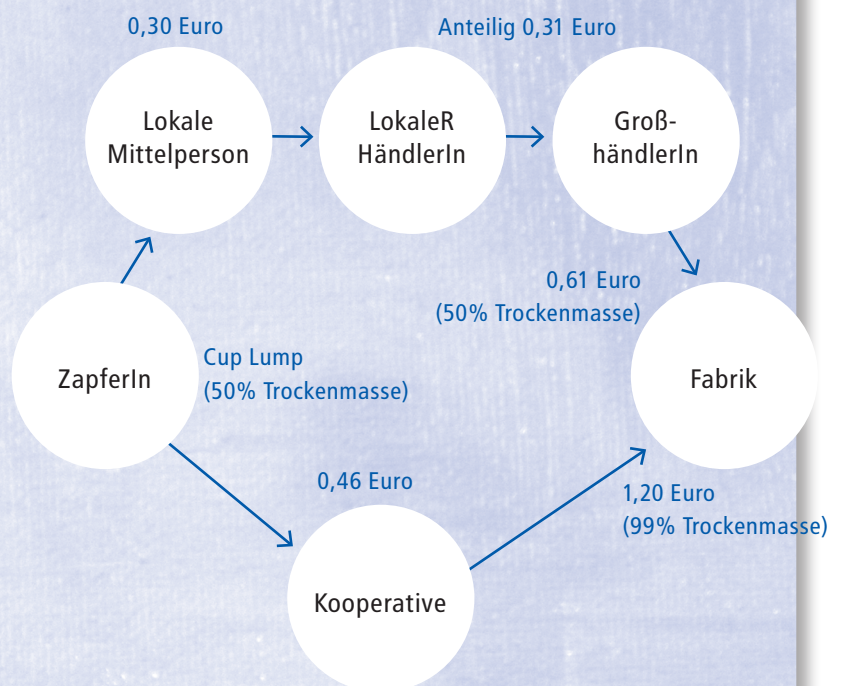 0,30 Euro
Anteilig 0,31 Euro
Lokale
Mittelperson
LokaleR
HändlerIn
Groß-
händlerIn
0,61 Euro
(50% Trockenmasse)
ZapferIn
Cup Lump
(50% Trockenmasse)
Fabrik
0,46 Euro
1,20 Euro
(99% Trockenmasse)
Kooperative